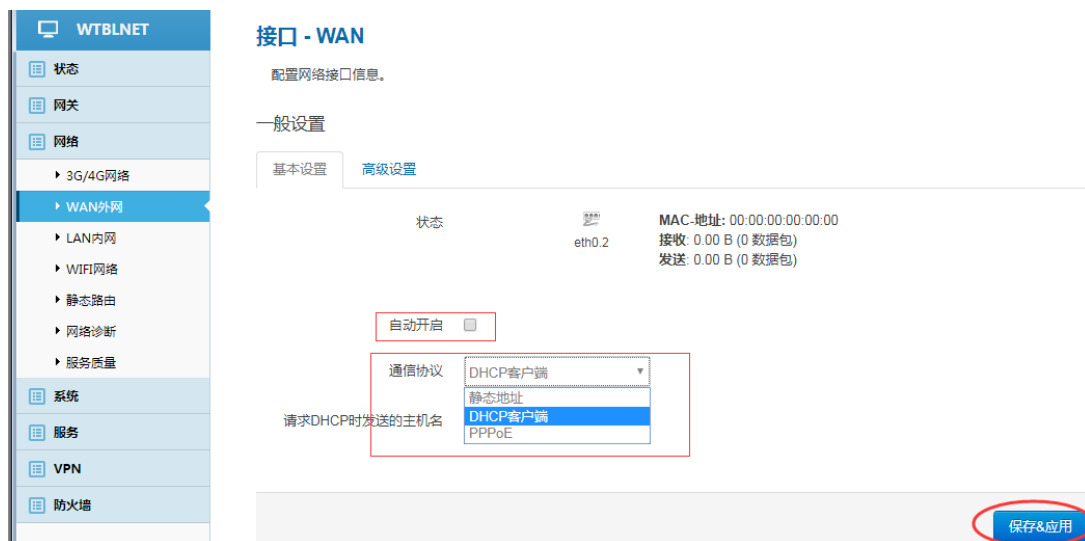 WTBLNET
状态
网关
网络
3G/4G网络
WAN外网
LAN内网
WIFI网络
静态路由
网络诊断
服务质量
系统
服务
VPN
防火墙
接口 - WAN
配置网络接口信息。
一般设置
基本设置 高级设置
状态
eth0.2
MAC-地址: 00:00:00:00:00:00
接收: 0.00 B (0 数据包)
发送: 0.00 B (0 数据包)
自动开启
通信协议 DHCP客户端
静态地址
请求DHCP时发送的主机名 DHCP客户端
PPPoE
保存&应用